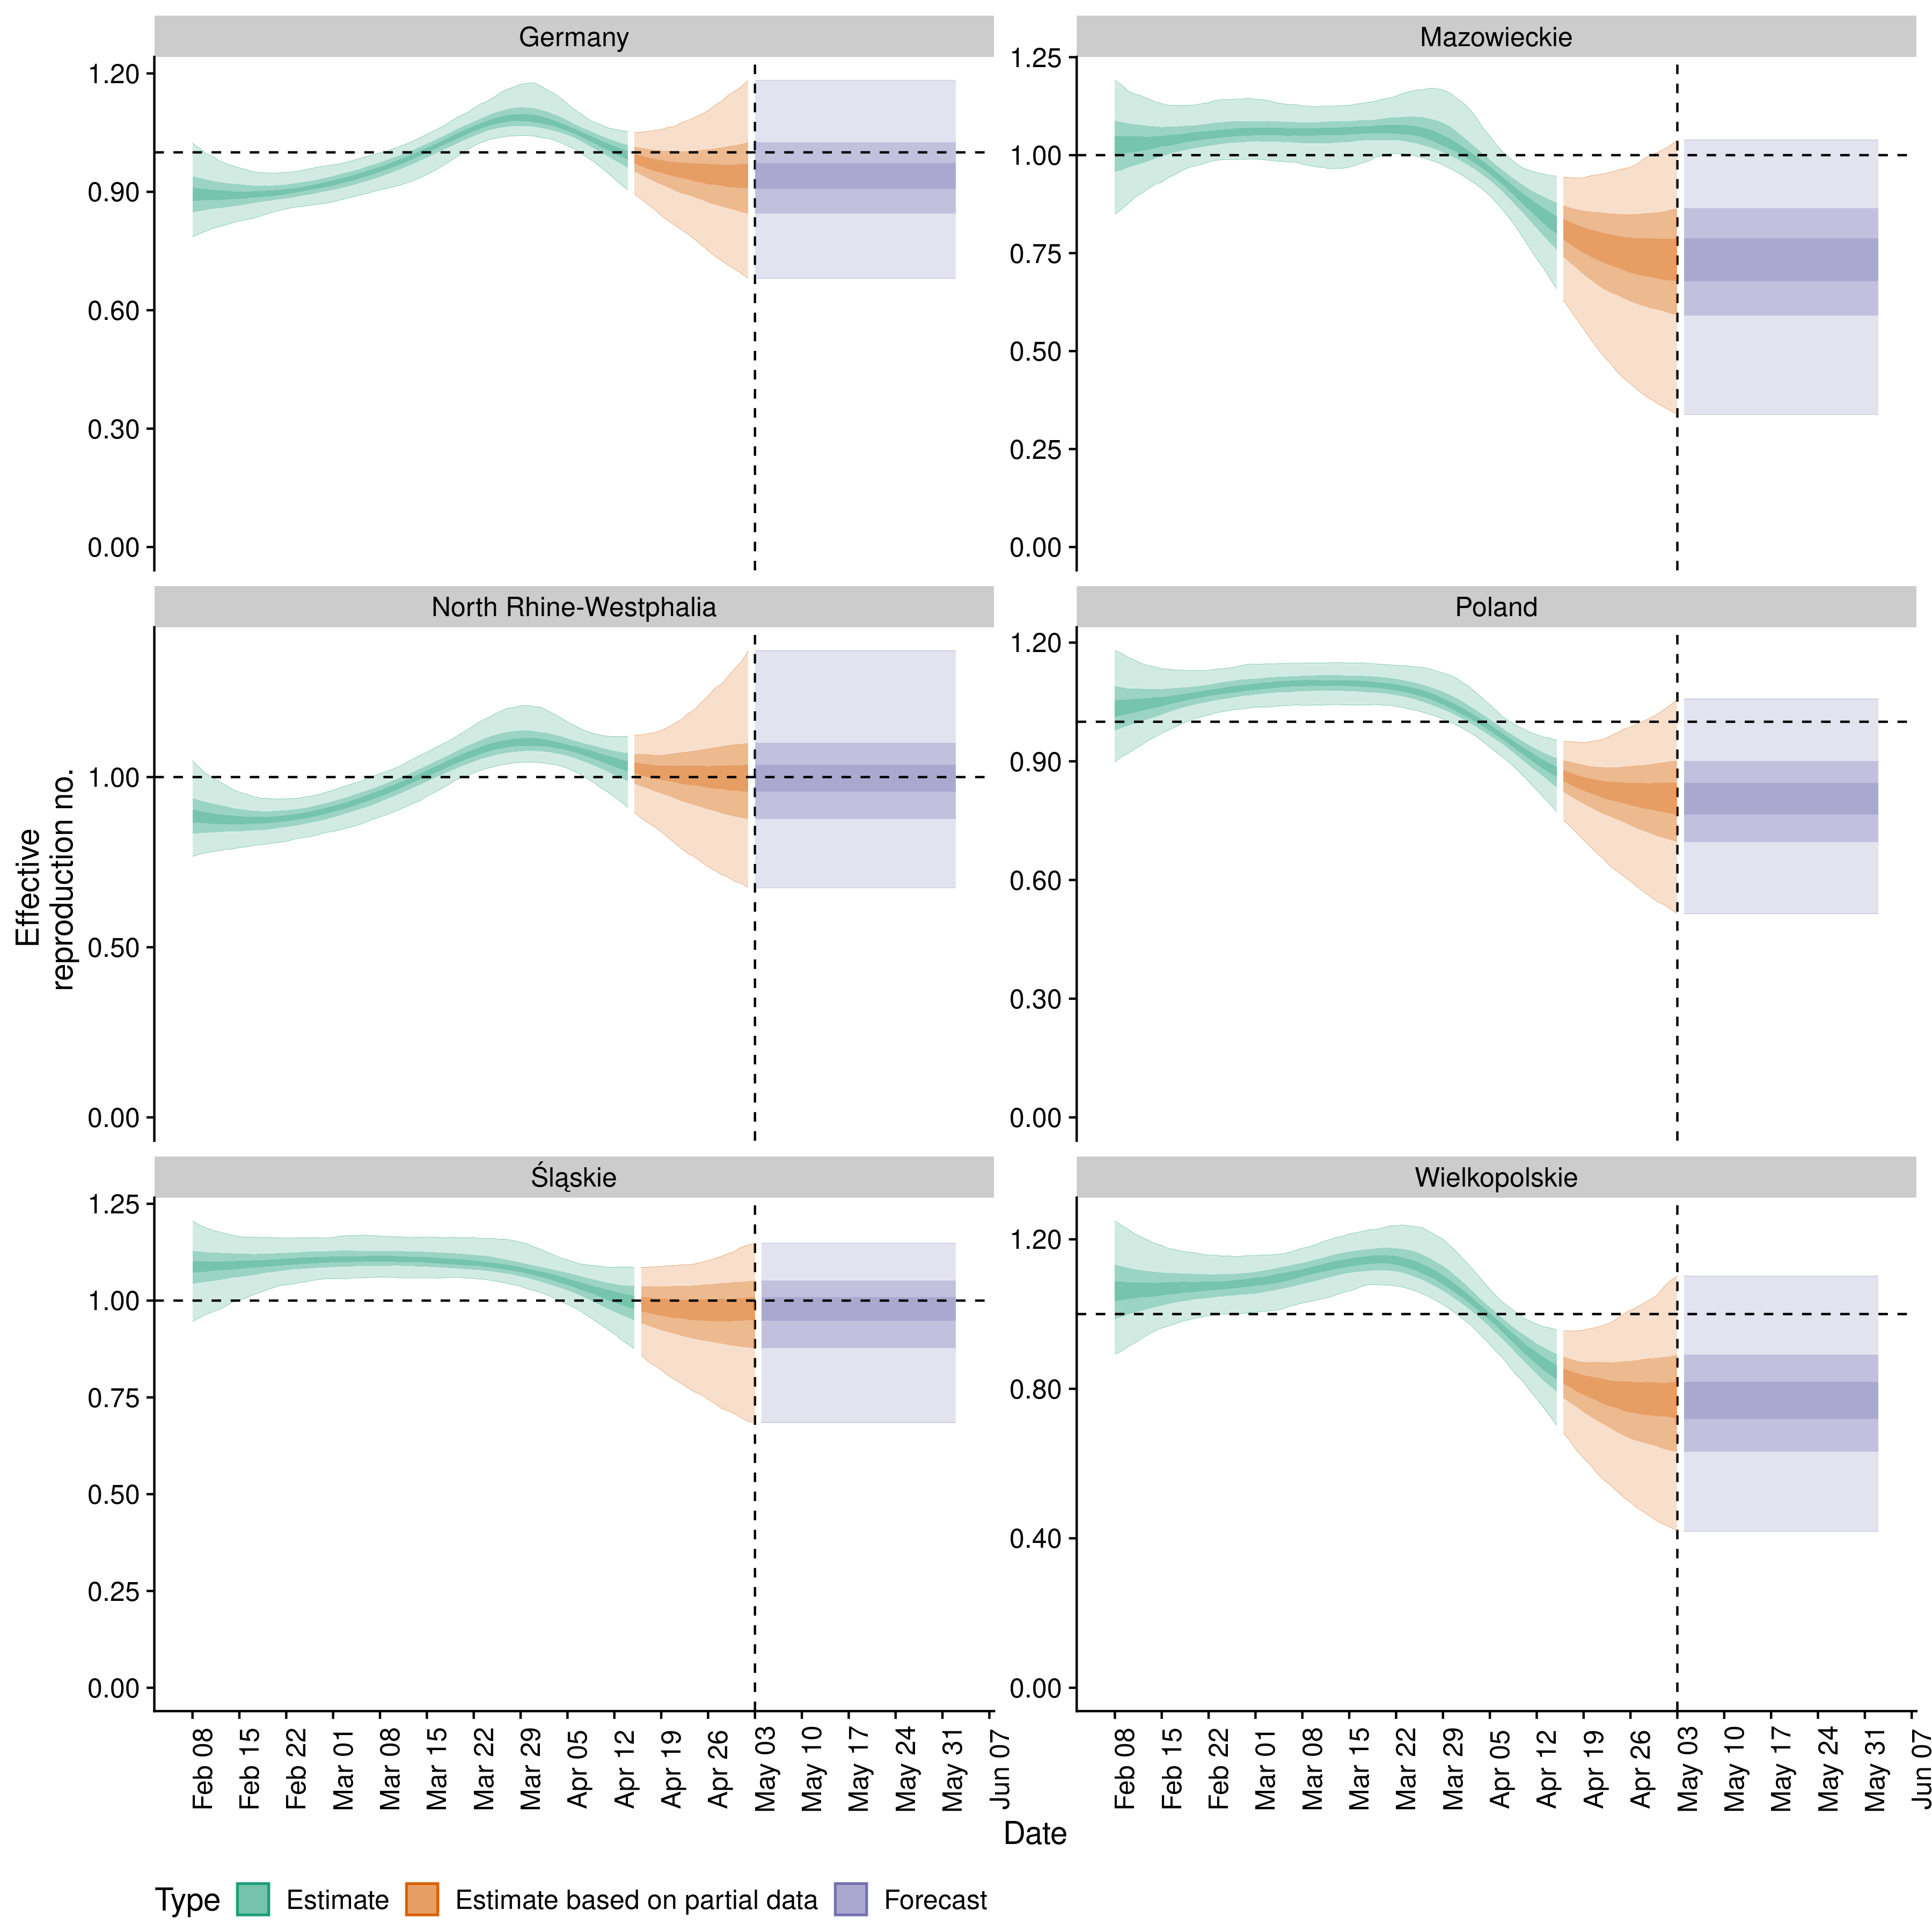 Germany
Mazowieckie
1.20
0.90
0.60
0.30
0.00
1.25
1.00
0.75
0.50
0.25
0.00
North Rhine-Westphalia
Poland
1.00
0.50
0.00
1.20
0.90
0.60
0.30
0.00
Effective
reproduction no.
Śląskie
Wielkopolskie
1.25
1.00
0.75
0.50
0.25
0.00
1.20
0.80
0.40
0.00
Feb 08
Feb 15
Feb 22
Mar 01
Mar 08
Mar 15
Mar 22
Mar 29
Apr 05
Apr 12
Apr 19
Apr 26
May 03
May 10
May 17
May 24
May 31
Jun 07
Feb 08
Feb 15
Feb 22
Mar 01
Mar 08
Mar 15
Mar 22
Mar 29
Apr 05
Apr 12
Apr 19
Apr 26
May 03
May 10
May 17
May 24
May 31
Jun 07
Date
Type Estimate Estimate based on partial data Forecast